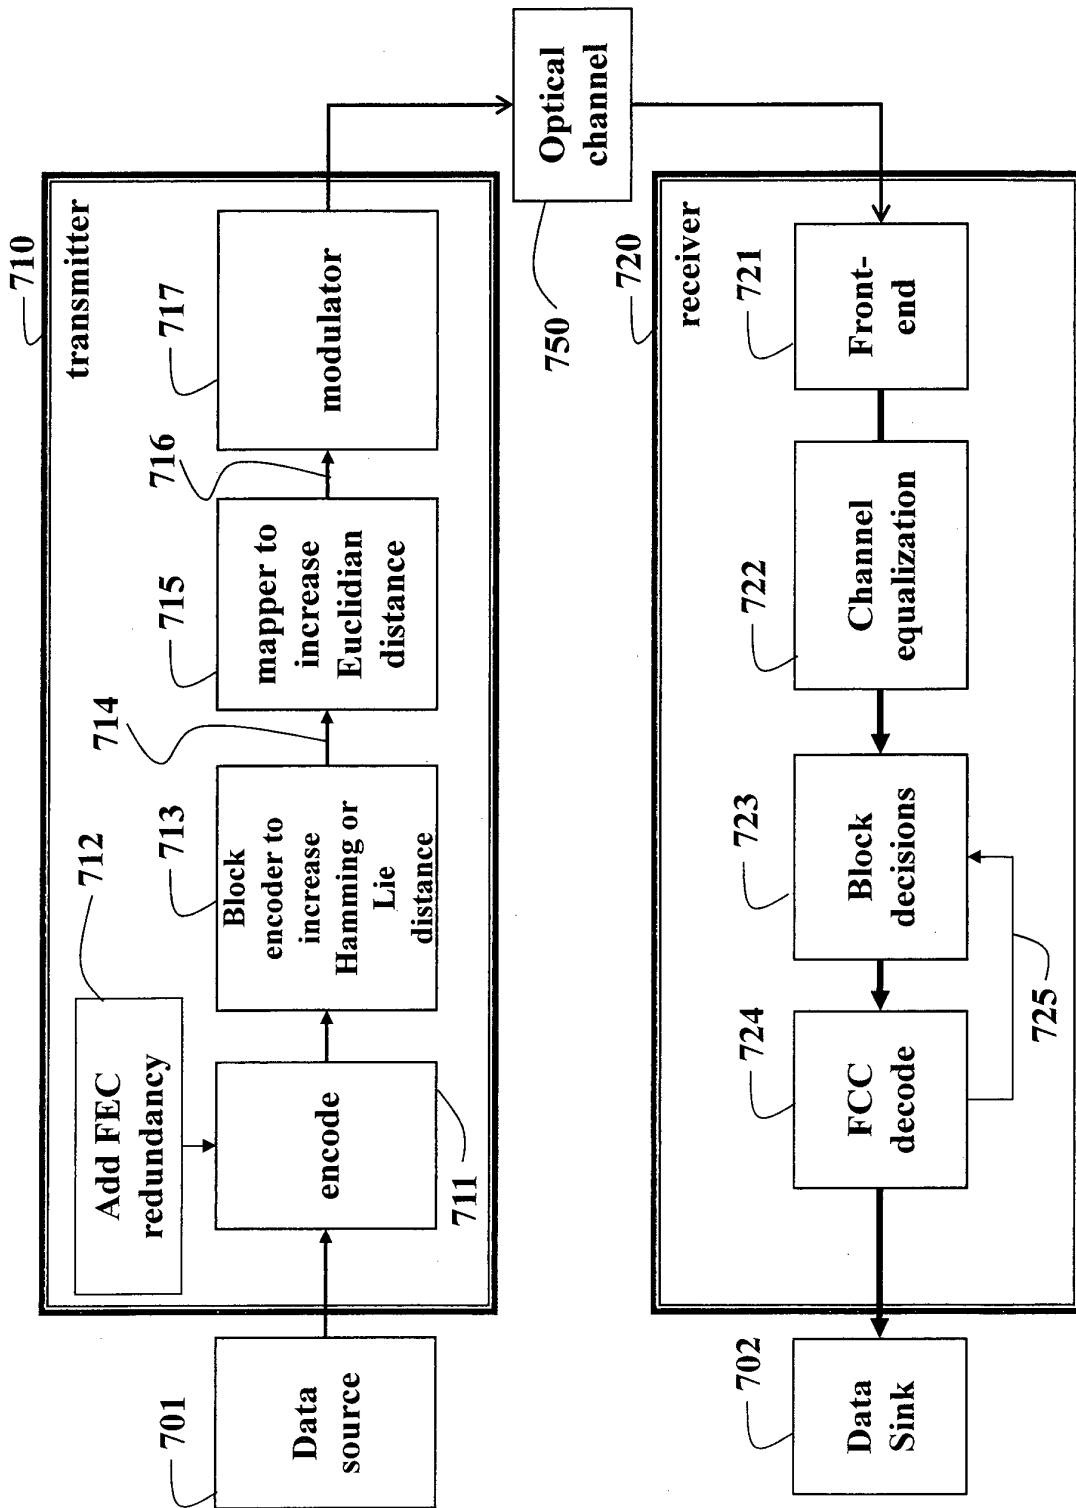 710
transmitter
712
Add FEC
redundancy
701
Data
source
711
encode
713
Block
encoder to
increase
Hamming or
Lie
distance
714
715
mapper to
increase
Euclidian
distance
716
717
modulator
750
Optical
channel
720
receiver
721
Front-
end
722
Channel
equalization
723
Block
decisions
724
FCC
decode
725
702
Data
Sink